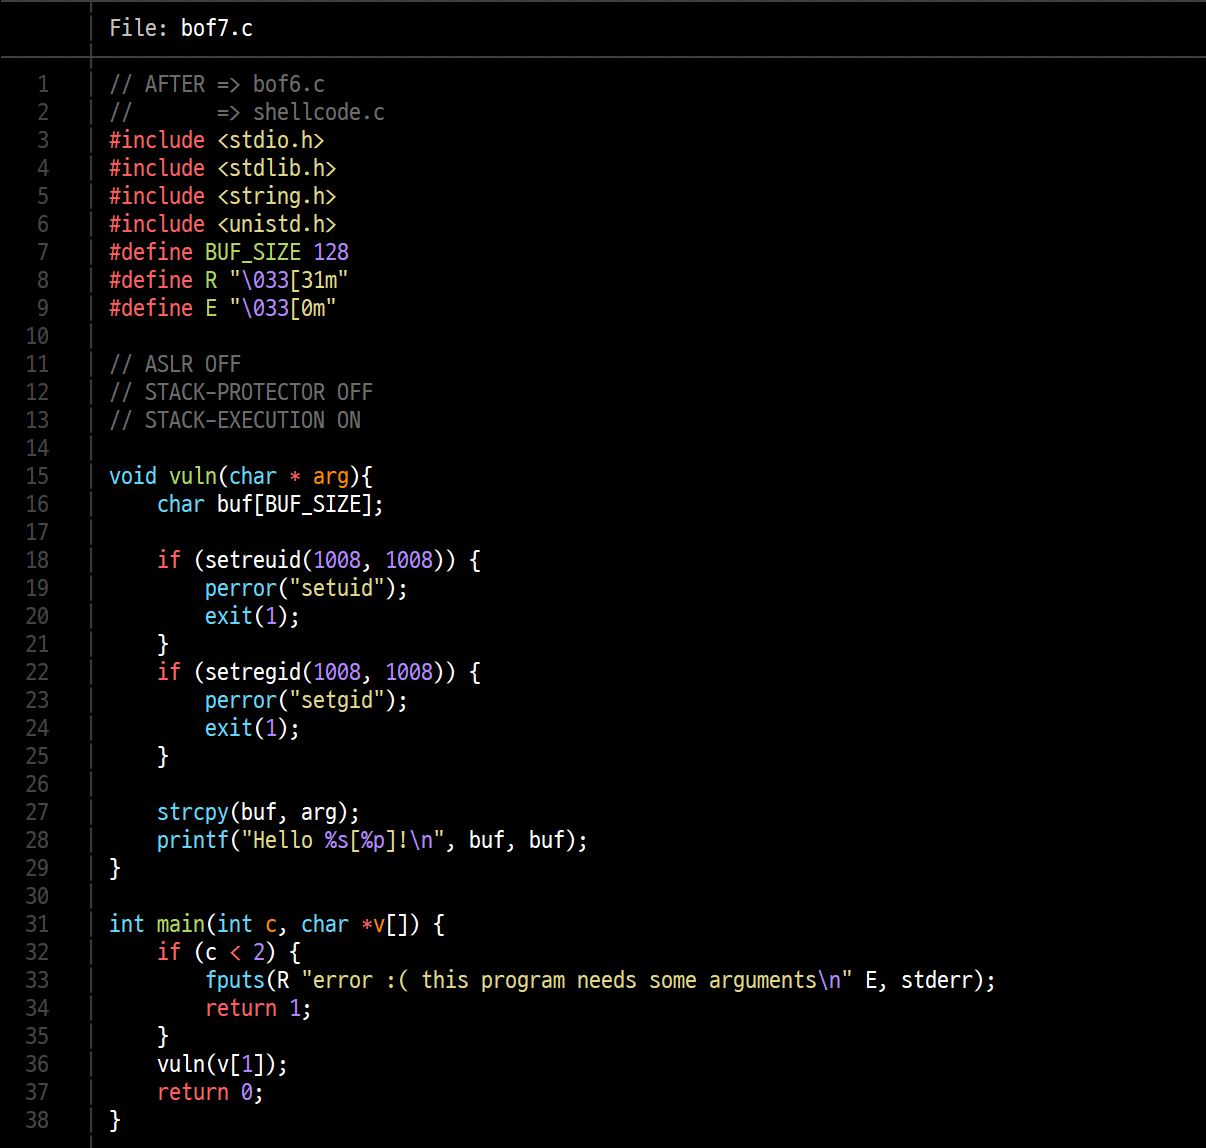 File: bof7.c
1 // AFTER => bof6.c
2 //       => shellcode.c
3 #include <stdio.h>
4 #include <stdlib.h>
5 #include <string.h>
6 #include <unistd.h>
7 #define BUF_SIZE 128
8 #define R "\033[31m"
9 #define E "\033[0m"
10
11 // ASLR OFF
12 // STACK-PROTECTOR OFF
13 // STACK-EXECUTION ON
14
15 void vuln(char * arg){
16     char buf[BUF_SIZE];
17
18     if (setreuid(1008, 1008)) {
19         perror("setuid");
20         exit(1);
21     }
22     if (setregid(1008, 1008)) {
23         perror("setgid");
24         exit(1);
25     }
26
27     strcpy(buf, arg);
28     printf("Hello %s[%p]!\n", buf, buf);
29 }
30
31 int main(int c, char *v[]) {
32     if (c < 2) {
33         fputs(R "error :( this program needs some arguments\n" E, stderr);
34         return 1;
35     }
36     vuln(v[1]);
37     return 0;
38 }